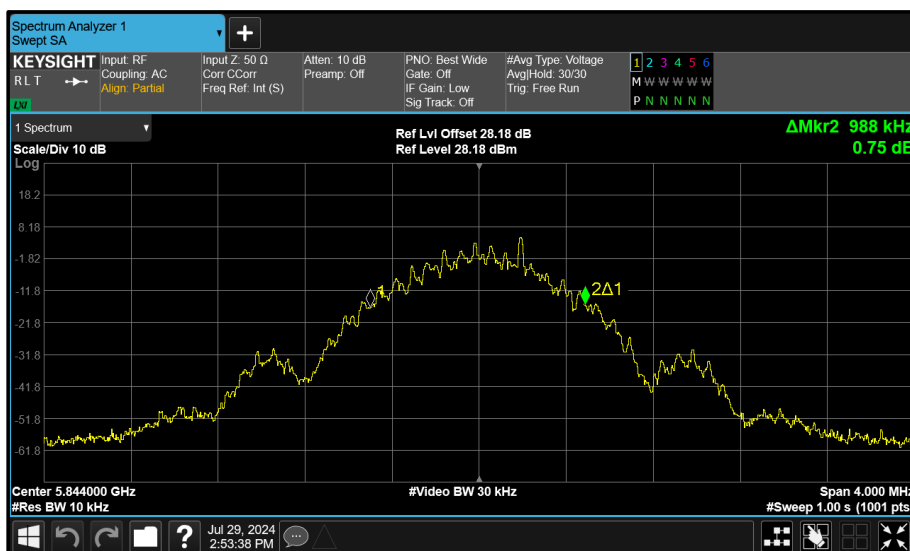 Spectrum Analyzer 1
Swept SA
+
KEYSIGHT
R L T
LXI
Input: RF
Coupling: AC
Align: Partial
Input Z: 50 Ω
Corr CCorr
Freq Ref: Int (S)
Atten: 10 dB
Preamp: Off
PNO: Best Wide
Gate: Off
IF Gain: Low
Sig Track: Off
#Avg Type: Voltage
Avg|Hold: 30/30
Trig: Free Run
1 2 3 4 5 6
M W W W W W
P N N N N N
1 Spectrum
Scale/Div 10 dB
Log
Ref Lvl Offset 28.18 dB
Ref Level 28.18 dBm
ΔMkr2 988 kHz
0.75 dB
18.2
8.18
-1.82
-11.8
-21.8
-31.8
-41.8
-51.8
-61.8
1
2Δ1
Center 5.844000 GHz
#Res BW 10 kHz
#Video BW 30 kHz
Span 4.000 MHz
#Sweep 1.00 s (1001 pts
?
Jul 29, 2024
2:53:38 PM